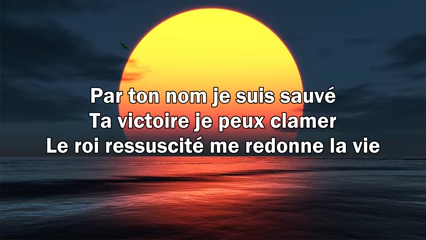 Par ton nom je suis sauvé
Ta victoire je peux clamer
Le roi ressuscité me redonne la vie